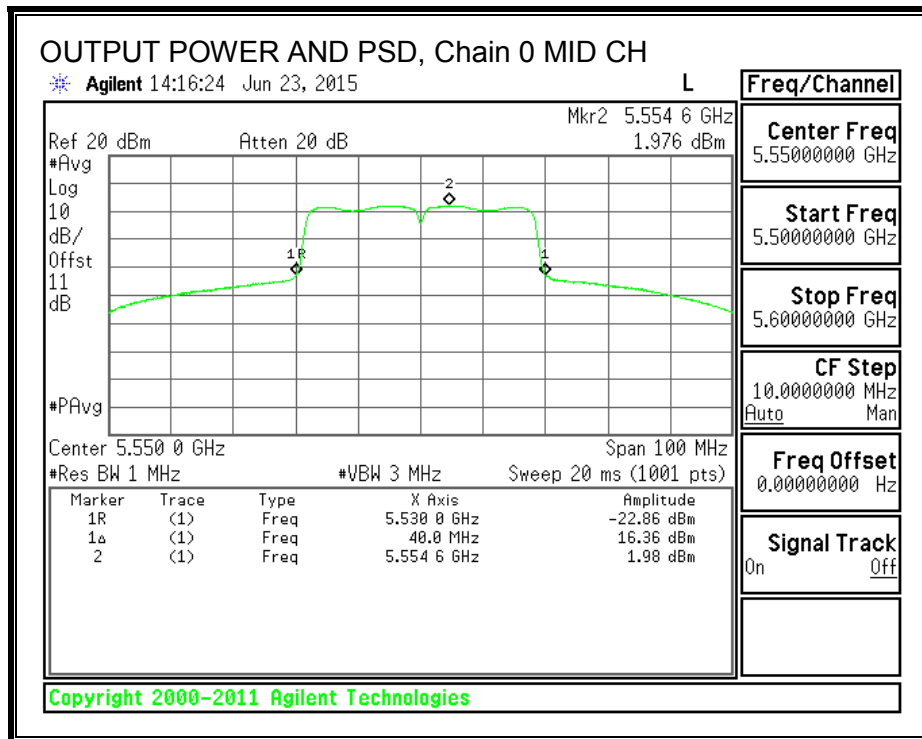 OUTPUT POWER AND PSD, Chain 0 MID CH
Agilent 14:16:24 Jun 23, 2015 L
Mkr2 5.554 6 GHz
Ref 20 dBm Atten 20 dB 1.976 dBm
#Avg
Log
10
dB/
Offst
11
dB
#PAvg
2
1R
1
Center 5.550 0 GHz Span 100 MHz
#Res BW 1 MHz #VBW 3 MHz Sweep 20 ms (1001 pts)
Marker Trace Type X Axis Amplitude
1R (1) Freq 5.530 0 GHz -22.86 dBm
1Δ (1) Freq 40.0 MHz 16.36 dBm
2 (1) Freq 5.554 6 GHz 1.98 dBm
Freq/Channel
Center Freq
5.55000000 GHz
Start Freq
5.50000000 GHz
Stop Freq
5.60000000 GHz
CF Step
10.0000000 MHz
Auto Man
Freq Offset
0.00000000 Hz
Signal Track
On Off
Copyright 2000-2011 Agilent Technologies